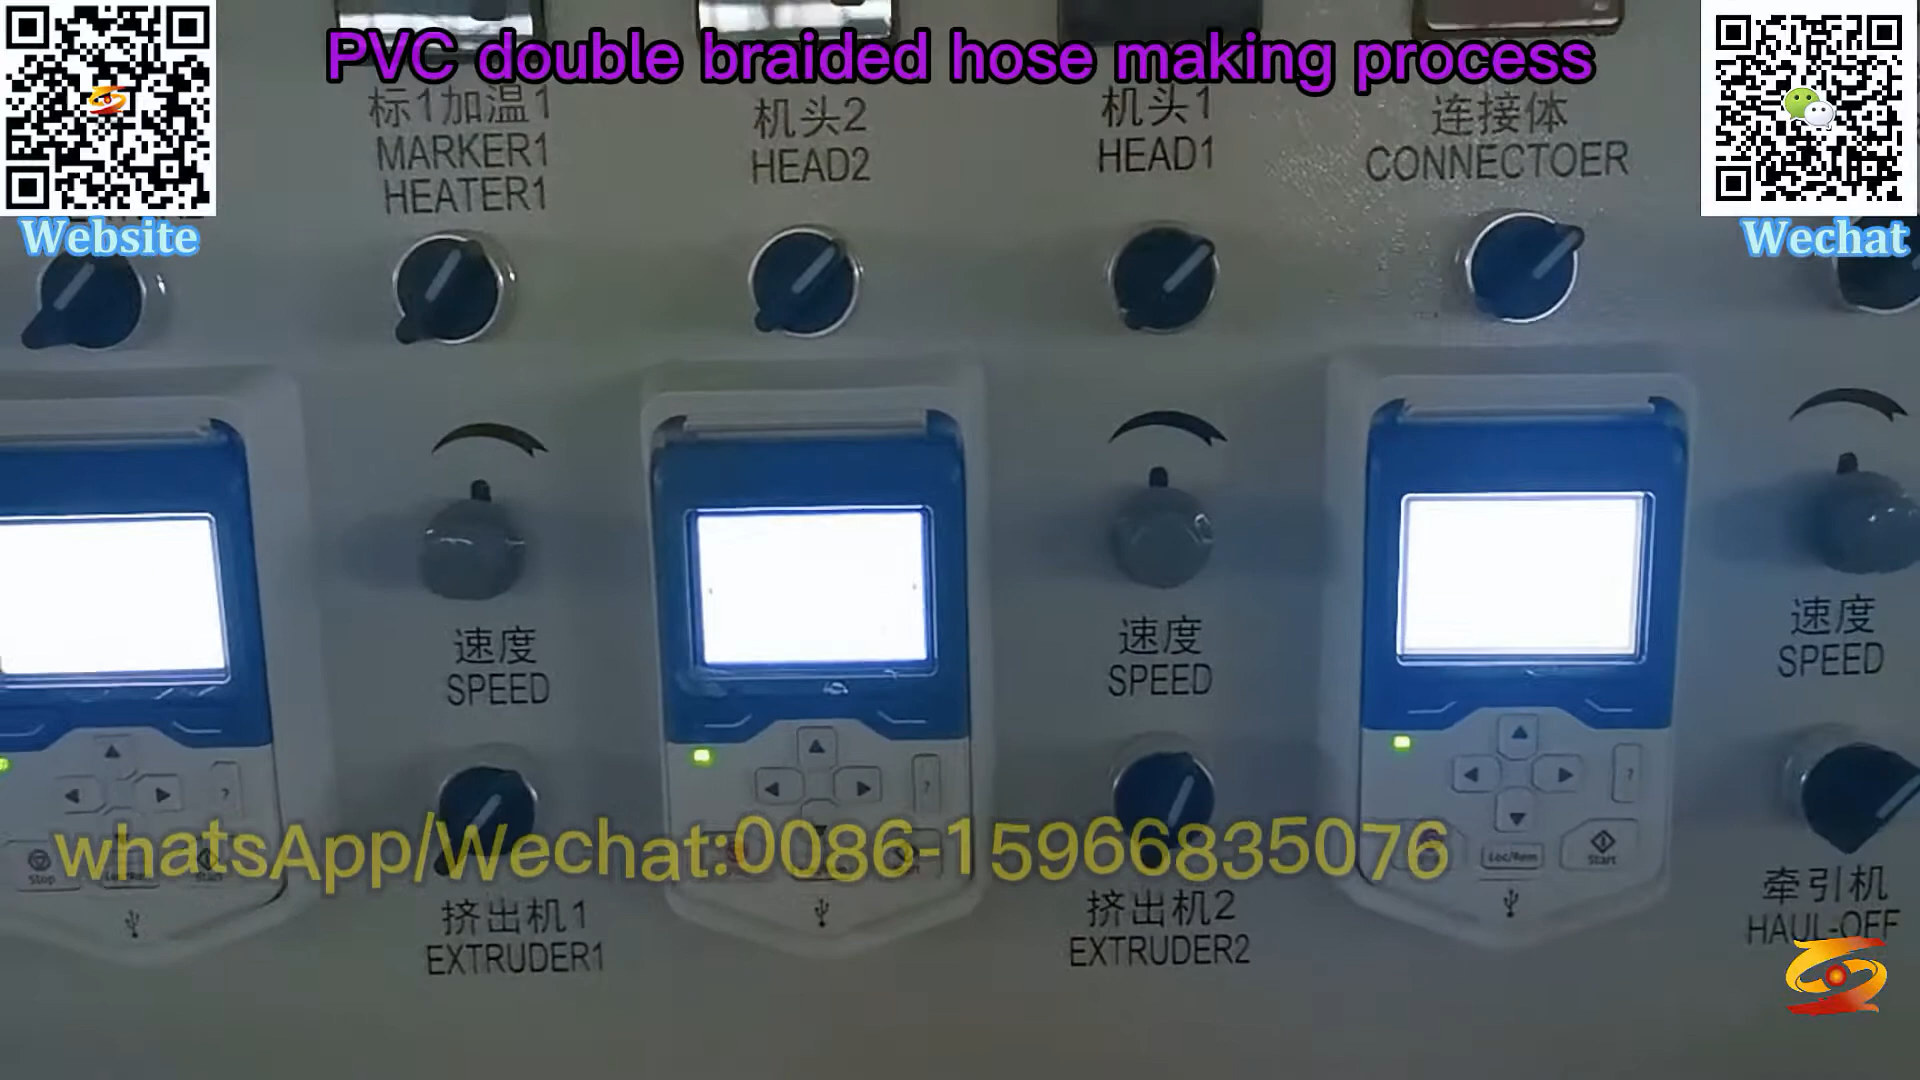 PVC double braided hose making process
Website
Wechat
标1加温1
MARKER1
HEATER1
机头2
HEAD2
机头1
HEAD1
连接体
CONNECTOER
速度
SPEED
速度
SPEED
速度
SPEED
?
?
?
Stop
Loc/Rem
Start
whatsApp/Wechat:0086-15966835076
挤出机1
EXTRUDER1
挤出机2
EXTRUDER2
牵引机
HAUL-OFF